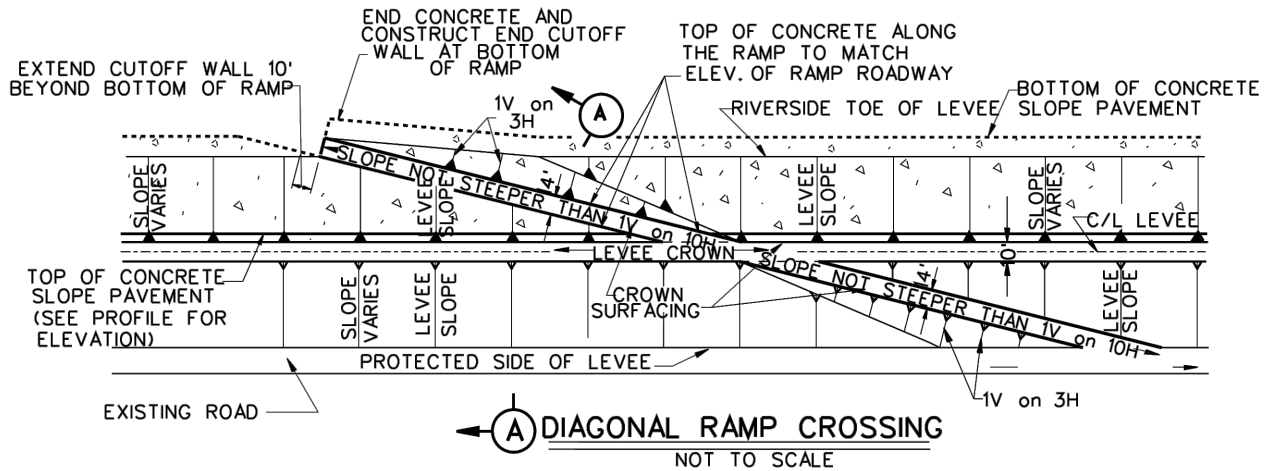 END CONCRETE AND
CONSTRUCT END CUTOFF
WALL AT BOTTOM
OF RAMP
TOP OF CONCRETE ALONG
THE RAMP TO MATCH
ELEV. OF RAMP ROADWAY
EXTEND CUTOFF WALL 10'
BEYOND BOTTOM OF RAMP
1V on
3H
A
RIVERSIDE TOE OF LEVEE
BOTTOM OF CONCRETE
SLOPE PAVEMENT
SLOPE NOT STEEPER THAN 1V on 10H
SLOPE
VARIES
LEVEE
SLOPE
14'
LEVEE
SLOPE
SLOPE
VARIES
C/L LEVEE
LEVEE CROWN
10'
TOP OF CONCRETE
SLOPE PAVEMENT
(SEE PROFILE FOR
ELEVATION)
SLOPE
VARIES
LEVEE
SLOPE
CROWN
SURFACING
SLOPE NOT STEEPER THAN 1V on 10H
14'
LEVEE
SLOPE
PROTECTED SIDE OF LEVEE
EXISTING ROAD
1V on 3H
A
DIAGONAL RAMP CROSSING
NOT TO SCALE